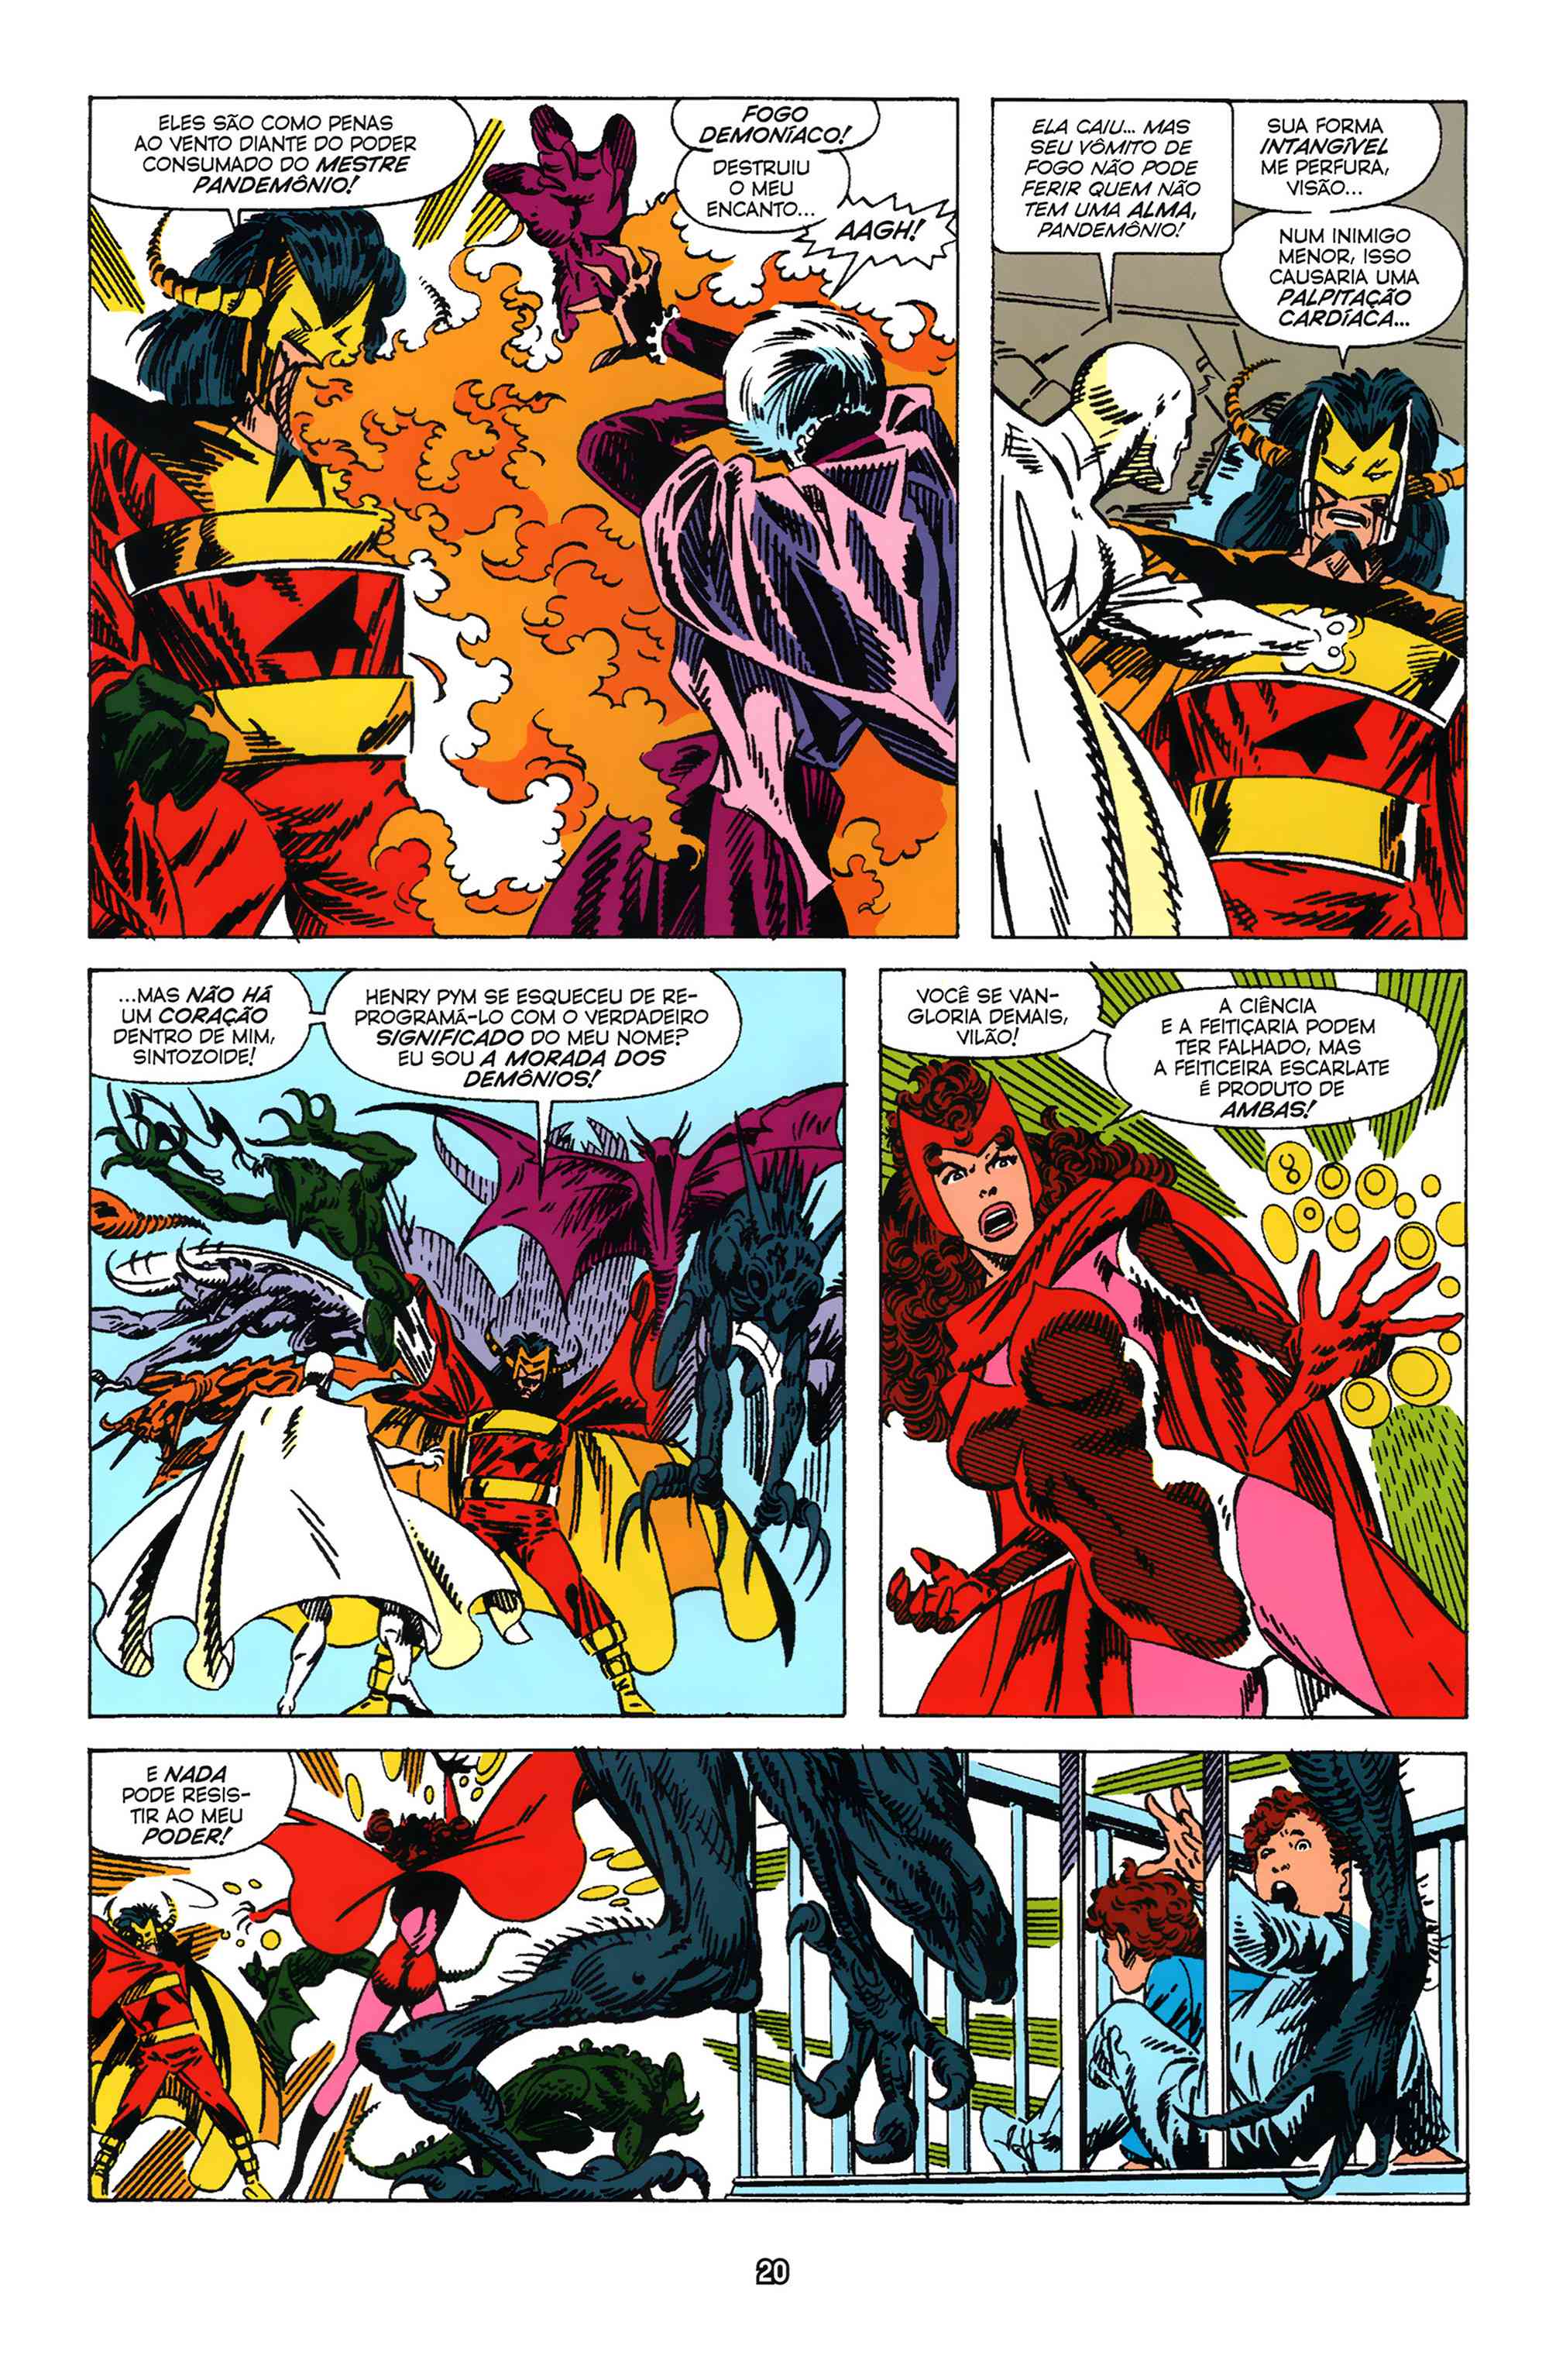 ELES SÃO COMO PENAS
AO VENTO DIANTE DO PODER
CONSUMADO DO MESTRE
PANDEMÔNIO!
FOGO
DEMONÍACO!
DESTRUIU
O MEU
ENCANTO...
AAGH!
ELA CAIU... MAS
SEU VÔMITO DE
FOGO NÃO PODE
FERIR QUEM NÃO
TEM UMA ALMA,
PANDEMÔNIO!
SUA FORMA
INTANGÍVEL
ME PERFURA,
VISÃO...
NUM INIMIGO
MENOR, ISSO
CAUSARIA UMA
PALPITAÇÃO
CARDÍACA...
...MAS NÃO HÁ
UM CORAÇÃO
DENTRO DE MIM,
SINTOZOIDE!
HENRY PYM SE ESQUECEU DE RE-
PROGRAMÁ-LO COM O VERDADEIRO
SIGNIFICADO DO MEU NOME?
EU SOU A MORADA DOS
DEMÔNIOS!
VOCÊ SE VAN-
GLORIA DEMAIS,
VILÃO!
A CIÊNCIA
E A FEITIÇARIA PODEM
TER FALHADO, MAS
A FEITICEIRA ESCARLATE
É PRODUTO DE
AMBAS!
E NADA
PODE RESIS-
TIR AO MEU
PODER!
20